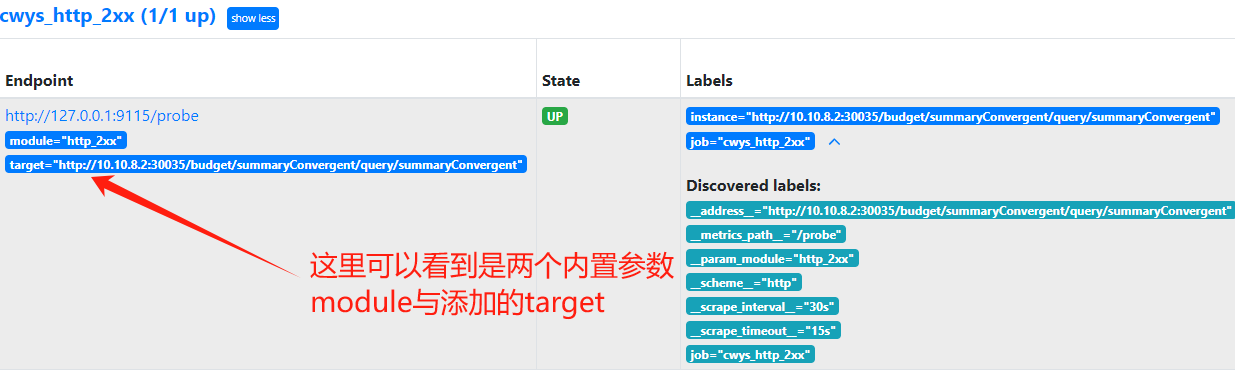 cwys_http_2xx (1/1 up) show less
Endpoint State Labels
http://127.0.0.1:9115/probe UP instance="http://10.10.8.2:30035/budget/summaryConvergent/query/summaryConvergent"
module="http_2xx" job="cwys_http_2xx"
target="http://10.10.8.2:30035/budget/summaryConvergent/query/summaryConvergent"
Discovered labels:
__address__="http://10.10.8.2:30035/budget/summaryConvergent/query/summaryConvergent"
__metrics_path__="/probe"
__param_module="http_2xx"
__scheme__="http"
__scrape_interval__="30s"
__scrape_timeout__="15s"
job="cwys_http_2xx"
这里可以看到是两个内置参数
module与添加的target